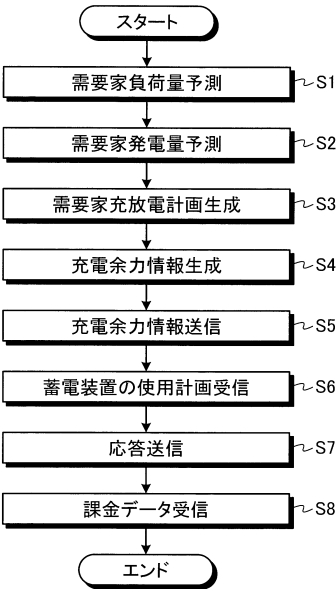 スタート
需要家負荷量予測 S1
需要家発電量予測 S2
需要家充放電計画生成 S3
充電余力情報生成 S4
充電余力情報送信 S5
蓄電装置の使用計画受信 S6
応答送信 S7
課金データ受信 S8
エンド